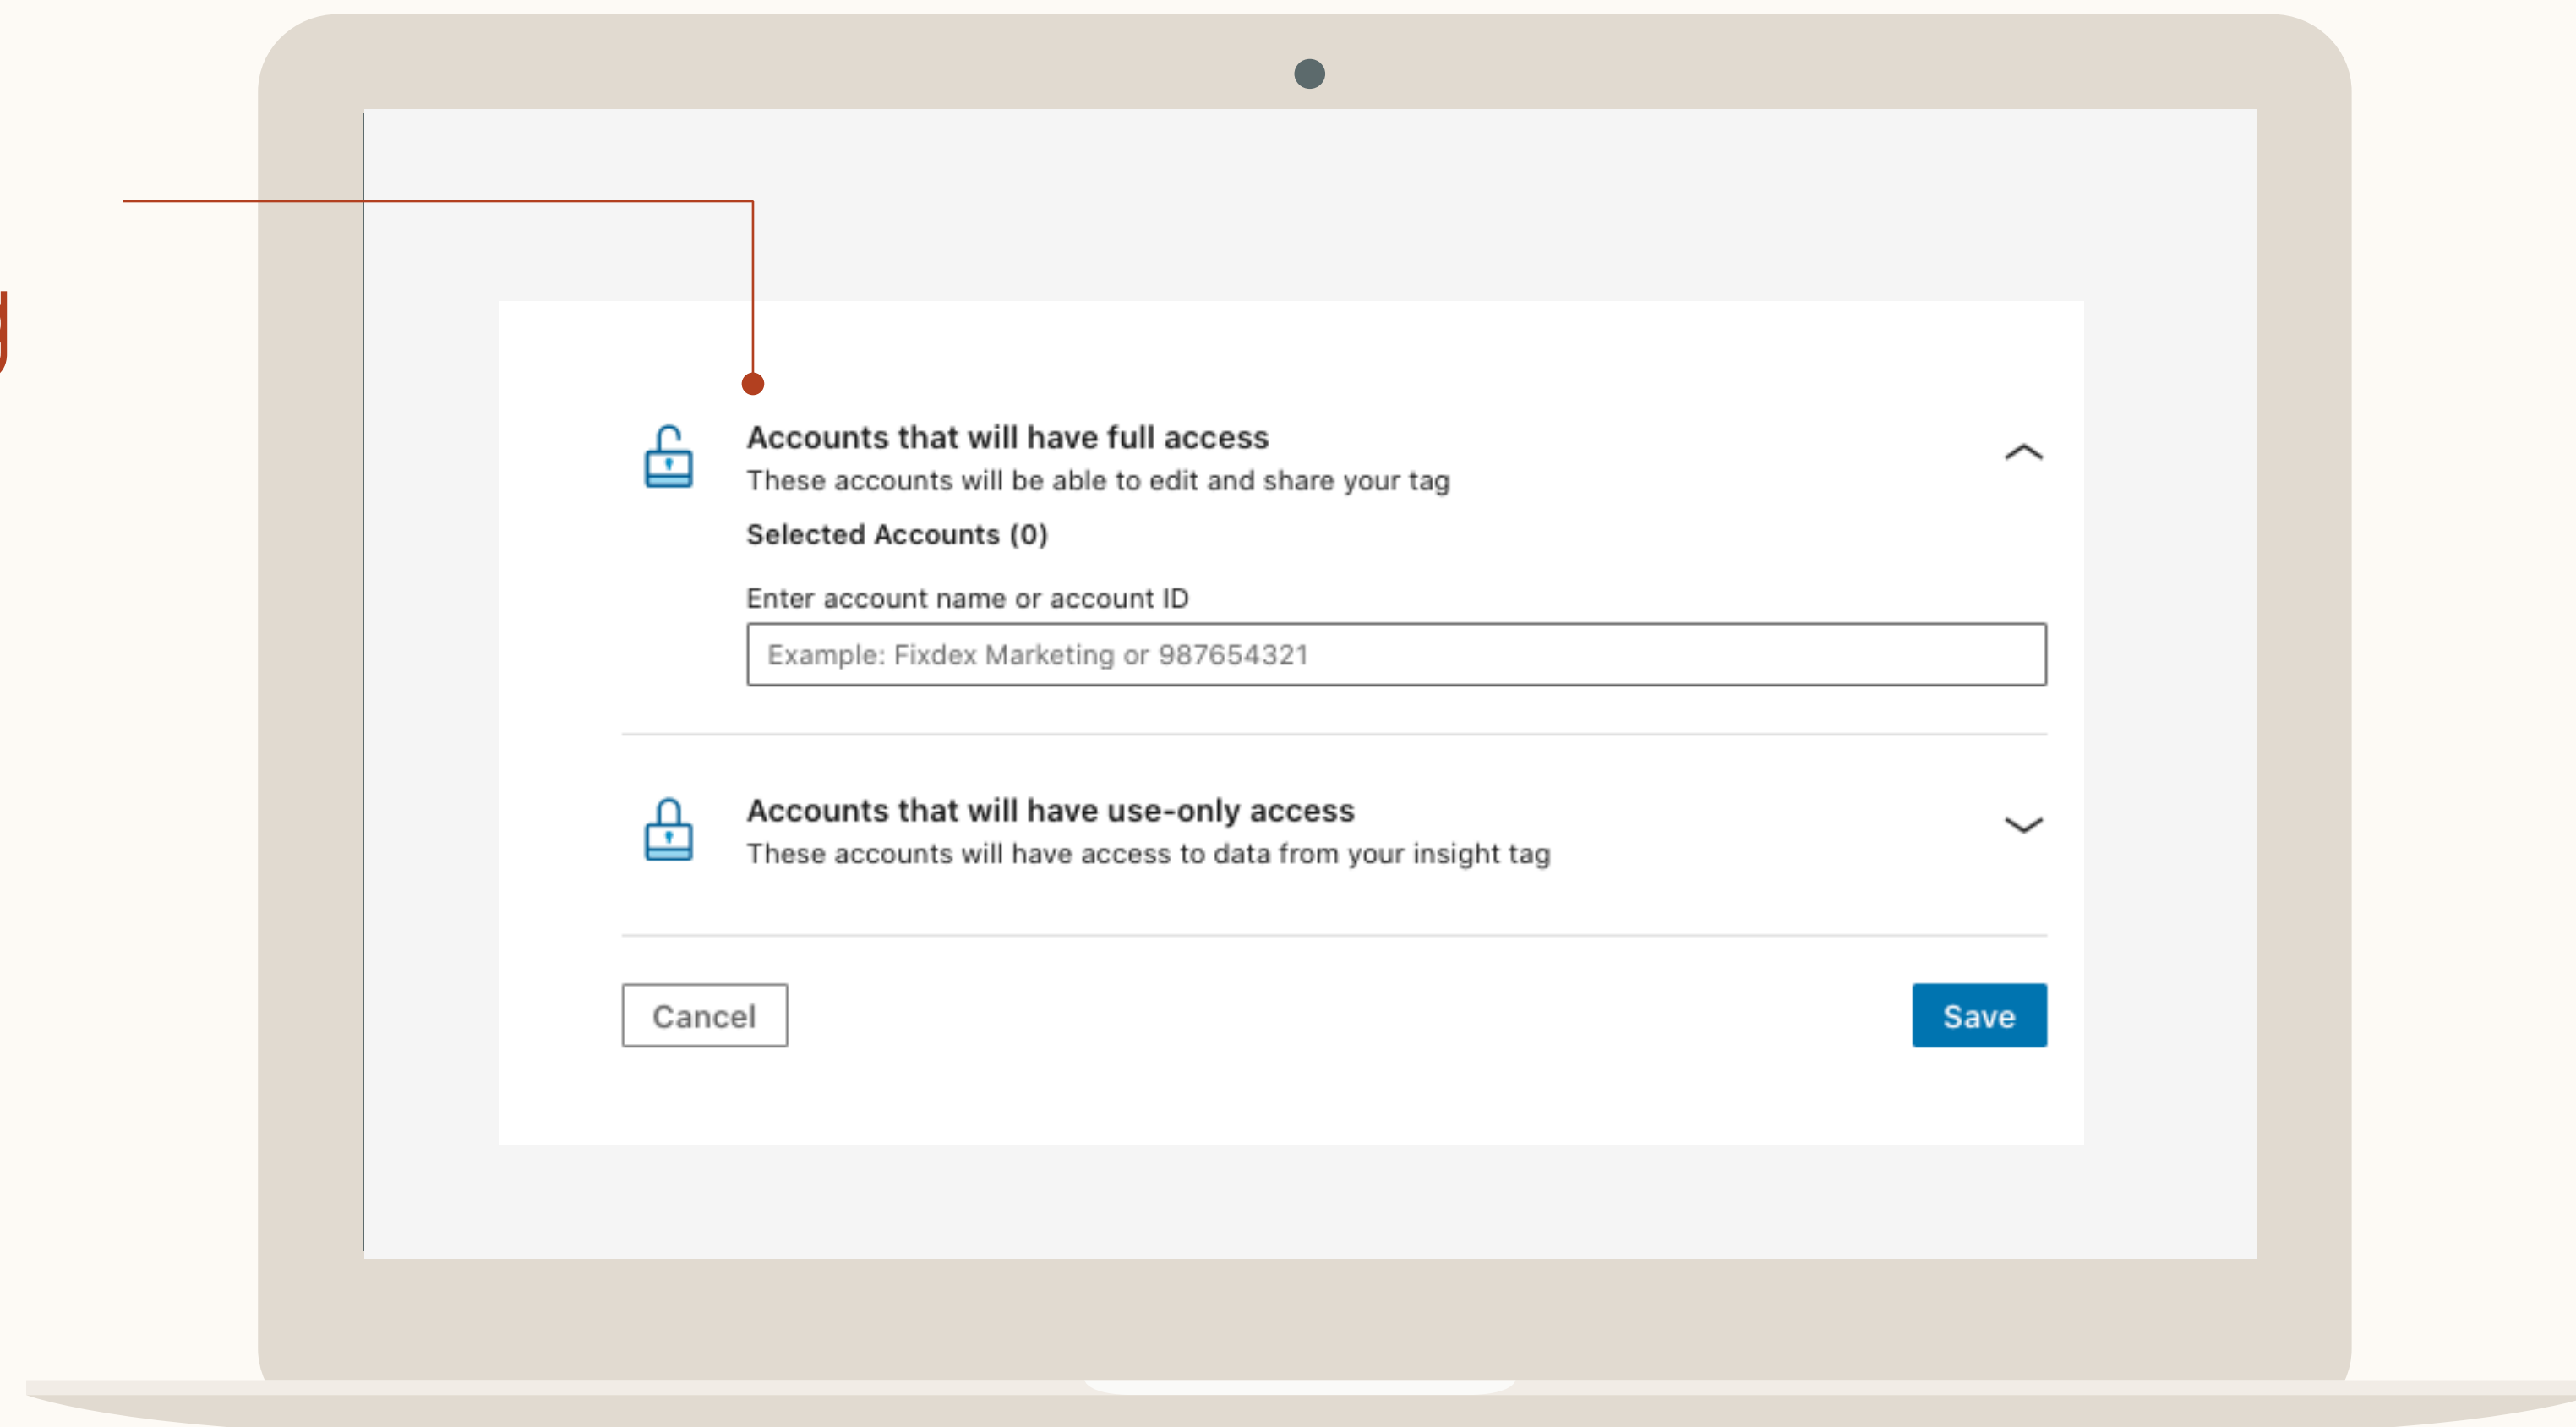 Accounts that will have full access
These accounts will be able to edit and share your tag
Selected Accounts (0)
Enter account name or account ID
Example: Fixdex Marketing or 987654321
Accounts that will have use-only access
These accounts will have access to data from your insight tag
Cancel
Save